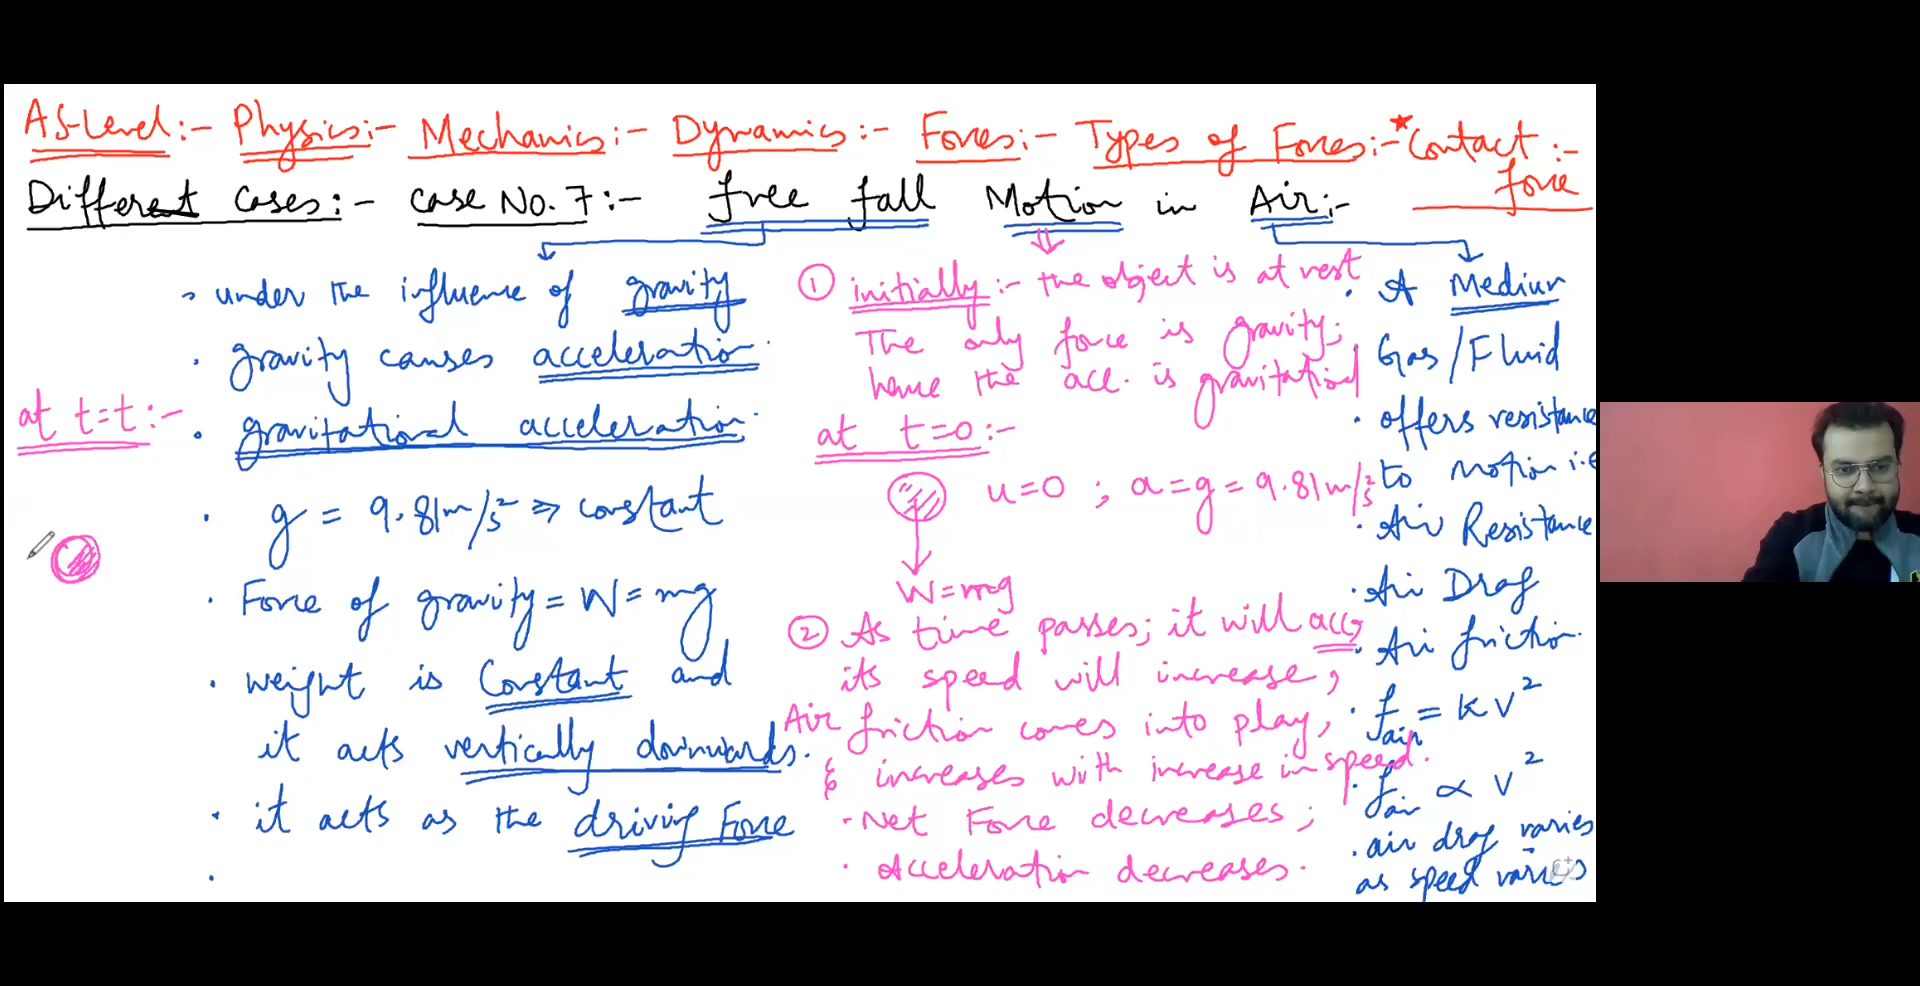 AS-Level:- Physics:- Mechanics:- Dynamics:- Forces:- Types of Forces:- *Contact :-
force
Different cases:- case No. 7:- free fall Motion in Air:-
under the influence of gravity
· gravity causes acceleration.
· gravitational acceleration.
· g = 9.81m/s² ⇒ constant
· Force of gravity = W = mg
· weight is Constant and
it acts vertically downwards.
· it acts as the driving Force
·
at t=t:-
① initially:- the object is at rest
The only force is gravity;
hence the acc. is gravitational
at t=0:-
u=0 ; a=g=9.81m/s²
W=mg
② As time passes; it will acc,
its speed will increase,
Air friction comes into play,
& increases with increase in speed.
· Net Force decreases;
· Acceleration decreases.
· A Medium
· Gas/Fluid
· offers resistance
to motion i.e
· Air Resistance
· Air Drag
· Air friction.
· fair = KV²
· fair ∝ V²
· air drag varies
as speed varies